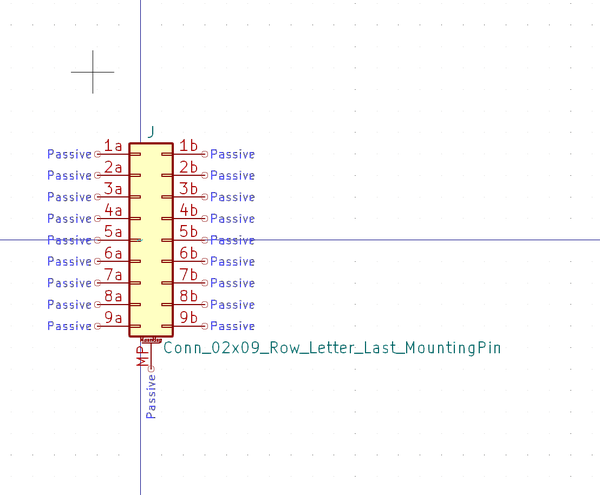 J
Passive 1a 1b Passive
Passive 2a 2b Passive
Passive 3a 3b Passive
Passive 4a 4b Passive
Passive 5a 5b Passive
Passive 6a 6b Passive
Passive 7a 7b Passive
Passive 8a 8b Passive
Passive 9a 9b Passive
MP
Conn_02x09_Row_Letter_Last_MountingPin
Passive